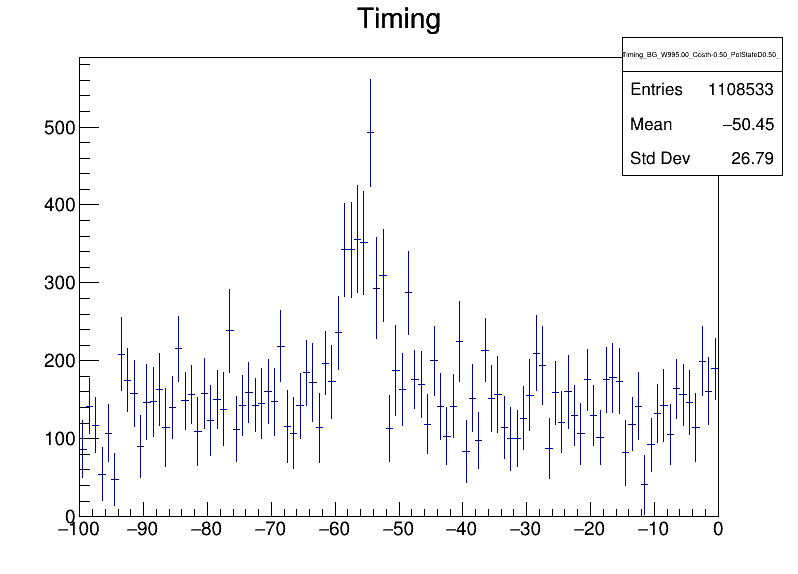 Timing
Timing_BG_W995.00_Costh-0.50_PolStateD0.50_
Entries 1108533
Mean −50.45
Std Dev 26.79
500
400
300
200
100
0
−100 −90 −80 −70 −60 −50 −40 −30 −20 −10 0